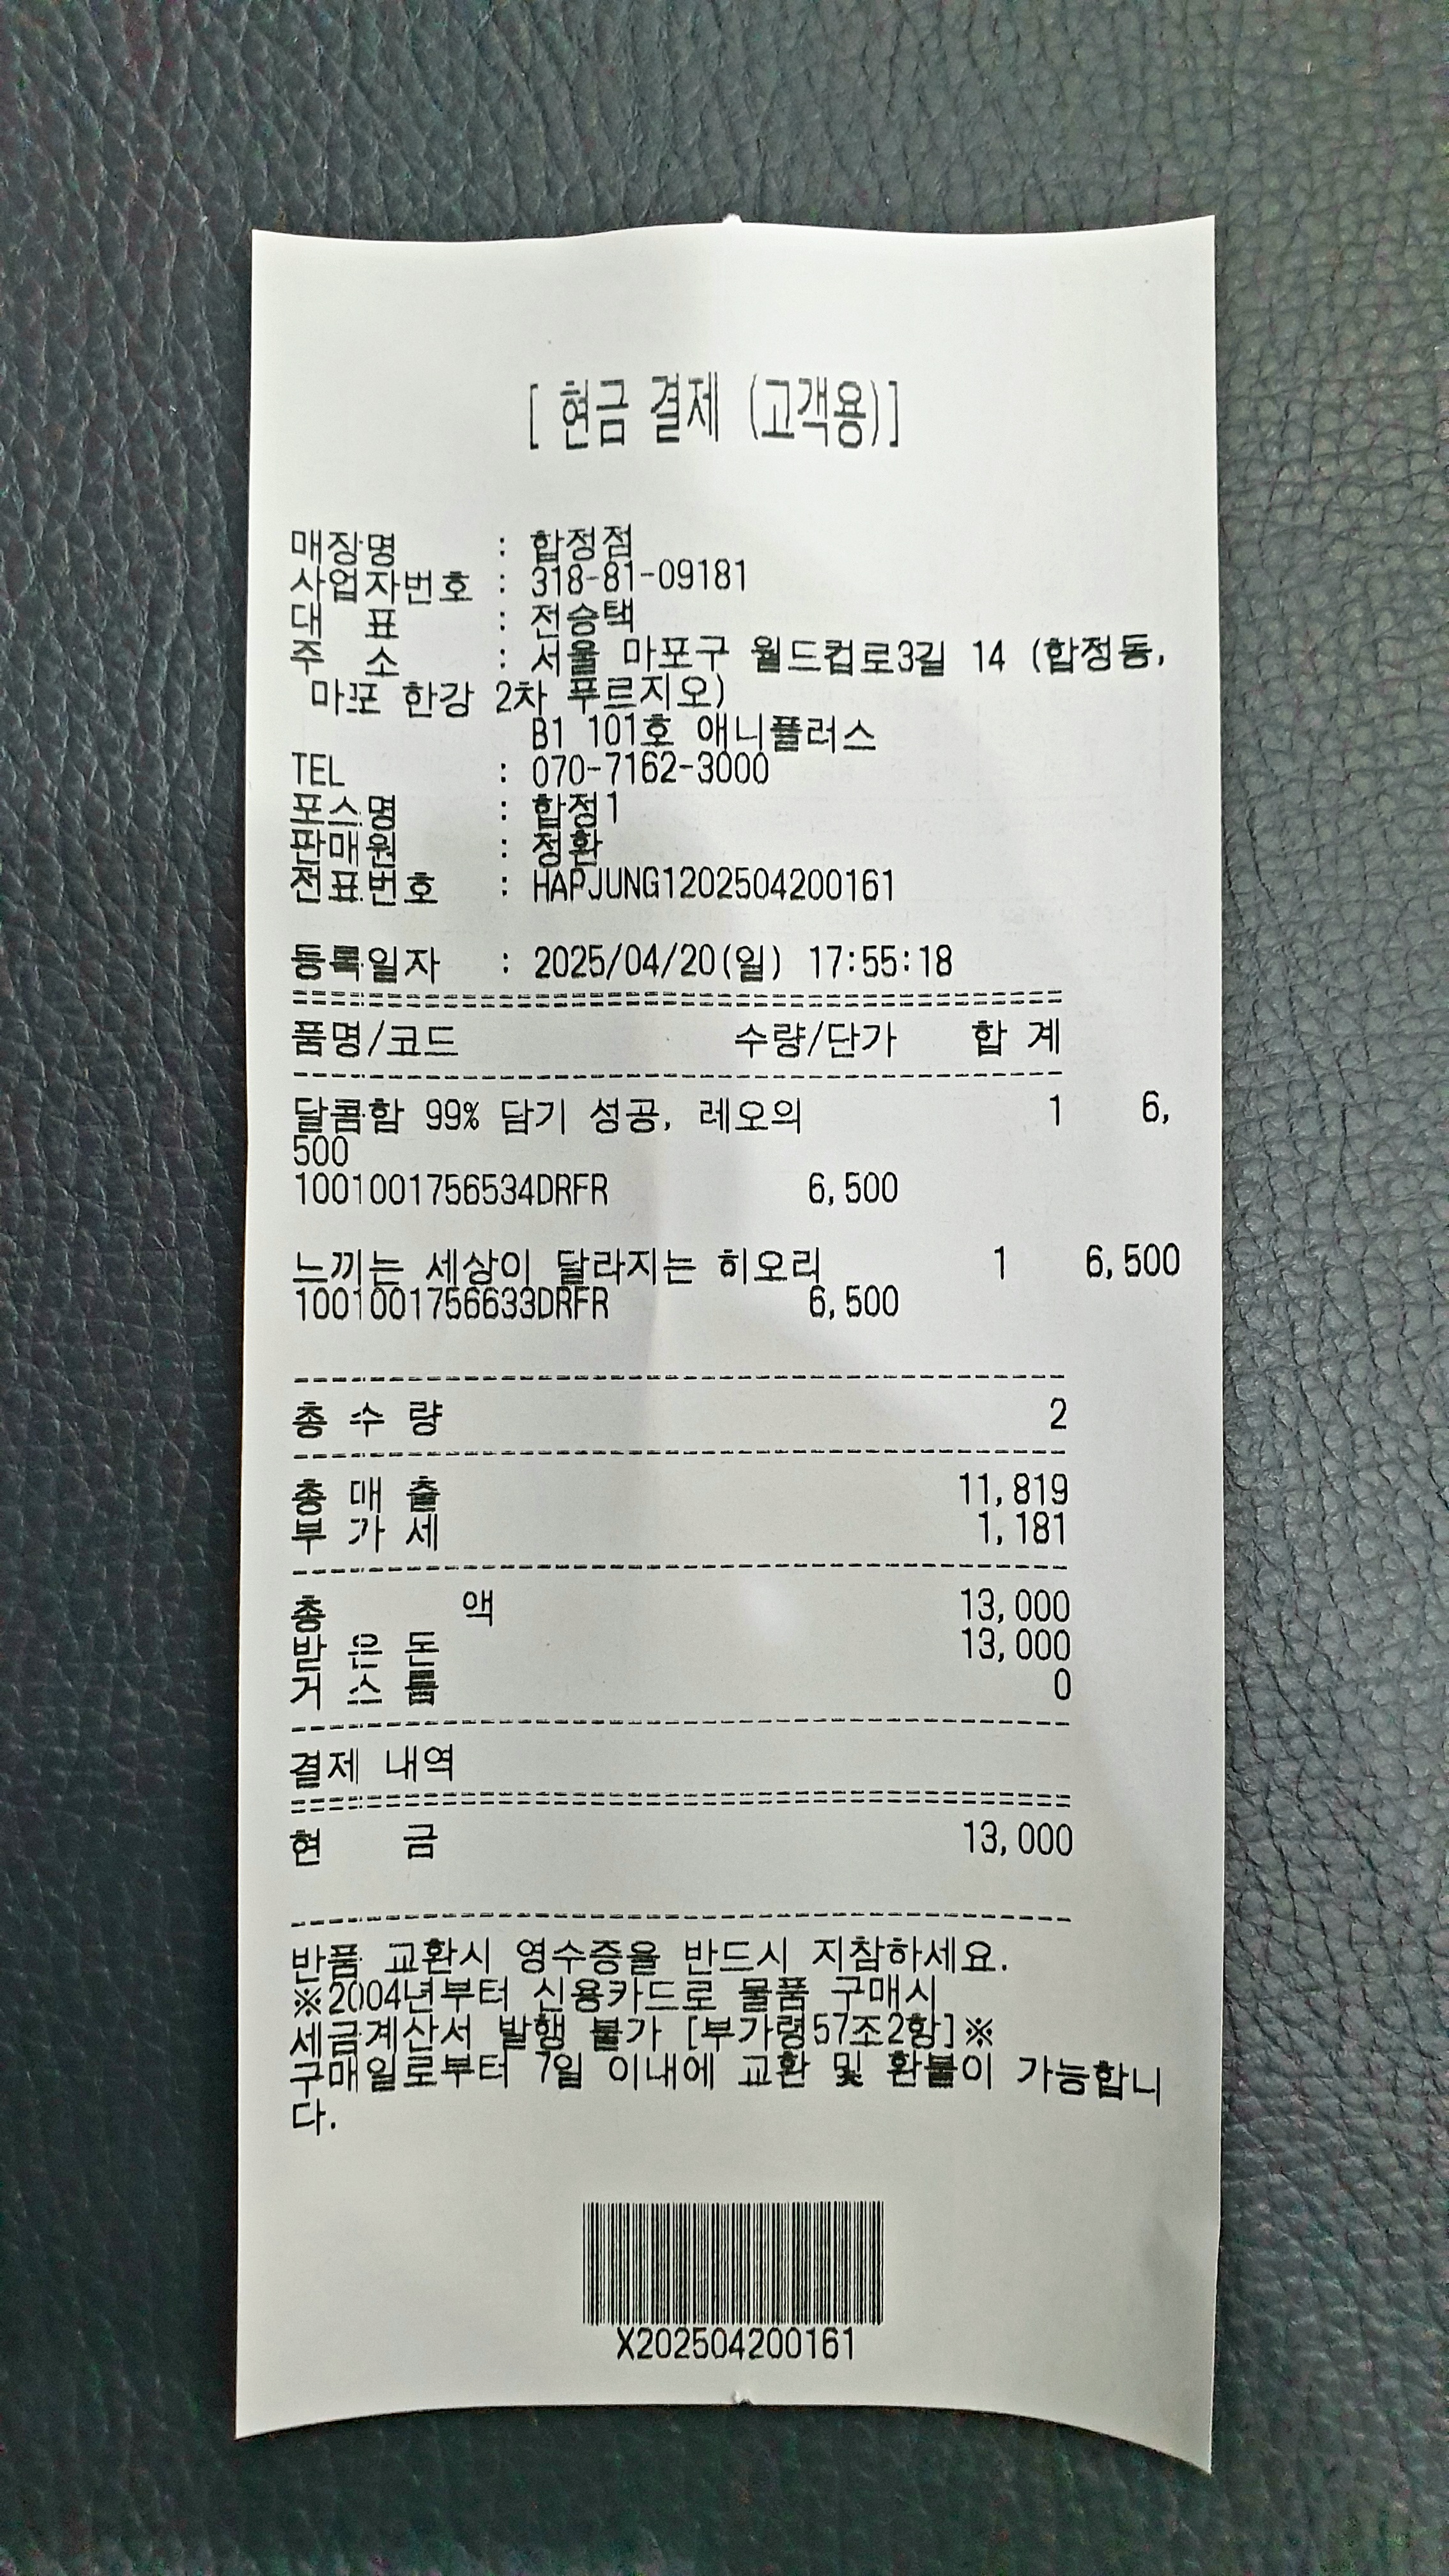 [ 현금 결제 (고객용)]
매장명 : 합정점
사업자번호 : 318-81-09181
대 표 : 전승택
주 소 : 서울 마포구 월드컵로3길 14 (합정동,
마포 한강 2차 푸르지오)
B1 101호 애니플러스
TEL : 070-7162-3000
포스명 : 합정1
판매원 : 정환
전표번호 : HAPJUNG1202504200161
등록일자 : 2025/04/20(일) 17:55:18
==========================================
품명/코드 수량/단가 합 계
------------------------------------------
달콤함 99% 담기 성공, 레오의 1 6,
500
1001001756534DRFR 6,500
느끼는 세상이 달라지는 히오리 1 6,500
1001001756633DRFR 6,500
------------------------------------------
총 수 량 2
------------------------------------------
총 매 출 11,819
부 가 세 1,181
------------------------------------------
총 액 13,000
받 은 돈 13,000
거 스 름 0
------------------------------------------
결제 내역
==========================================
현 금 13,000
------------------------------------------
반품 교환시 영수증을 반드시 지참하세요.
※2004년부터 신용카드로 물품 구매시
세금계산서 발행 불가 [부가령57조2항]※
구매일로부터 7일 이내에 교환 및 환불이 가능합니
다.
X202504200161